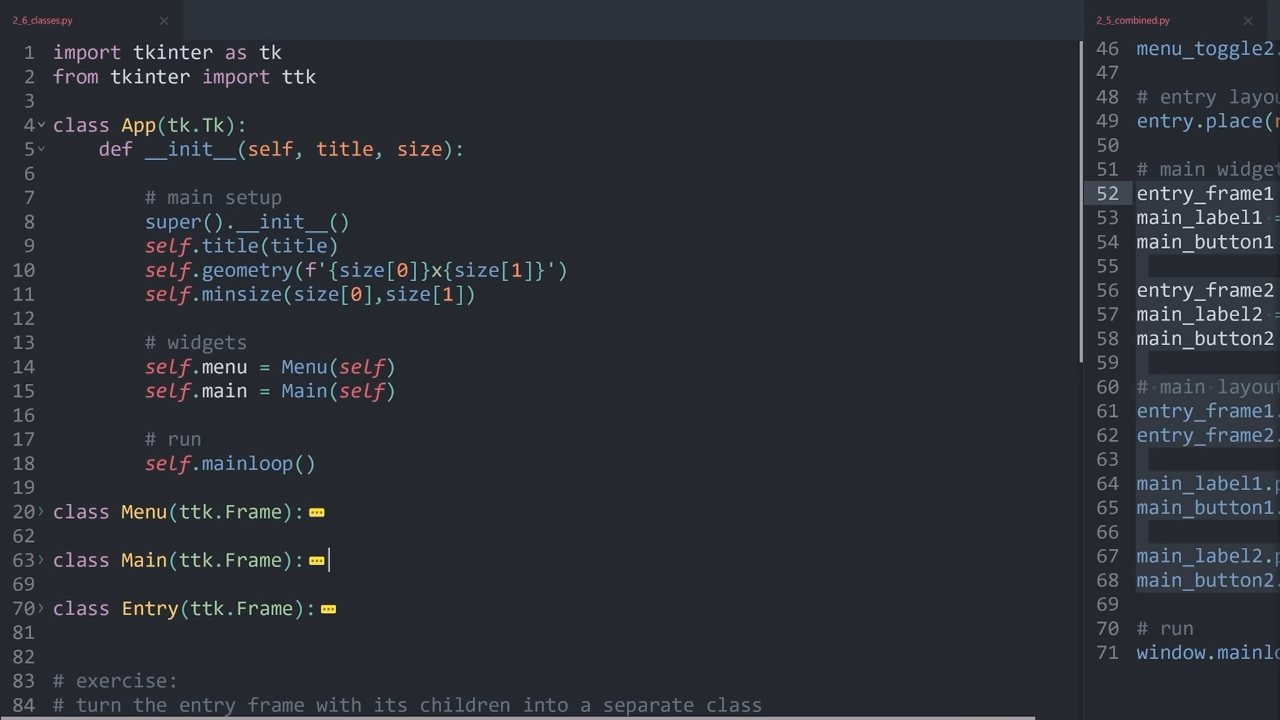 2_6_classes.py
1 import tkinter as tk
2 from tkinter import ttk
3
4 class App(tk.Tk):
5     def __init__(self, title, size):
6
7         # main setup
8         super().__init__()
9         self.title(title)
10         self.geometry(f'{size[0]}x{size[1]}')
11         self.minsize(size[0],size[1])
12
13         # widgets
14         self.menu = Menu(self)
15         self.main = Main(self)
16
17         # run
18         self.mainloop()
19
20 class Menu(ttk.Frame):
62
63 class Main(ttk.Frame):
69
70 class Entry(ttk.Frame):
81
82
83 # exercise:
84 # turn the entry frame with its children into a separate class
2_5_combined.py
46 menu_toggle2.
47
48 # entry layou
49 entry.place(
50
51 # main widge
52 entry_frame1
53 main_label1 =
54 main_button1
55
56 entry_frame2
57 main_label2 =
58 main_button2
59
60 # main layout
61 entry_frame1.
62 entry_frame2.
63
64 main_label1.p
65 main_button1.
66
67 main_label2.p
68 main_button2.
69
70 # run
71 window.mainlo